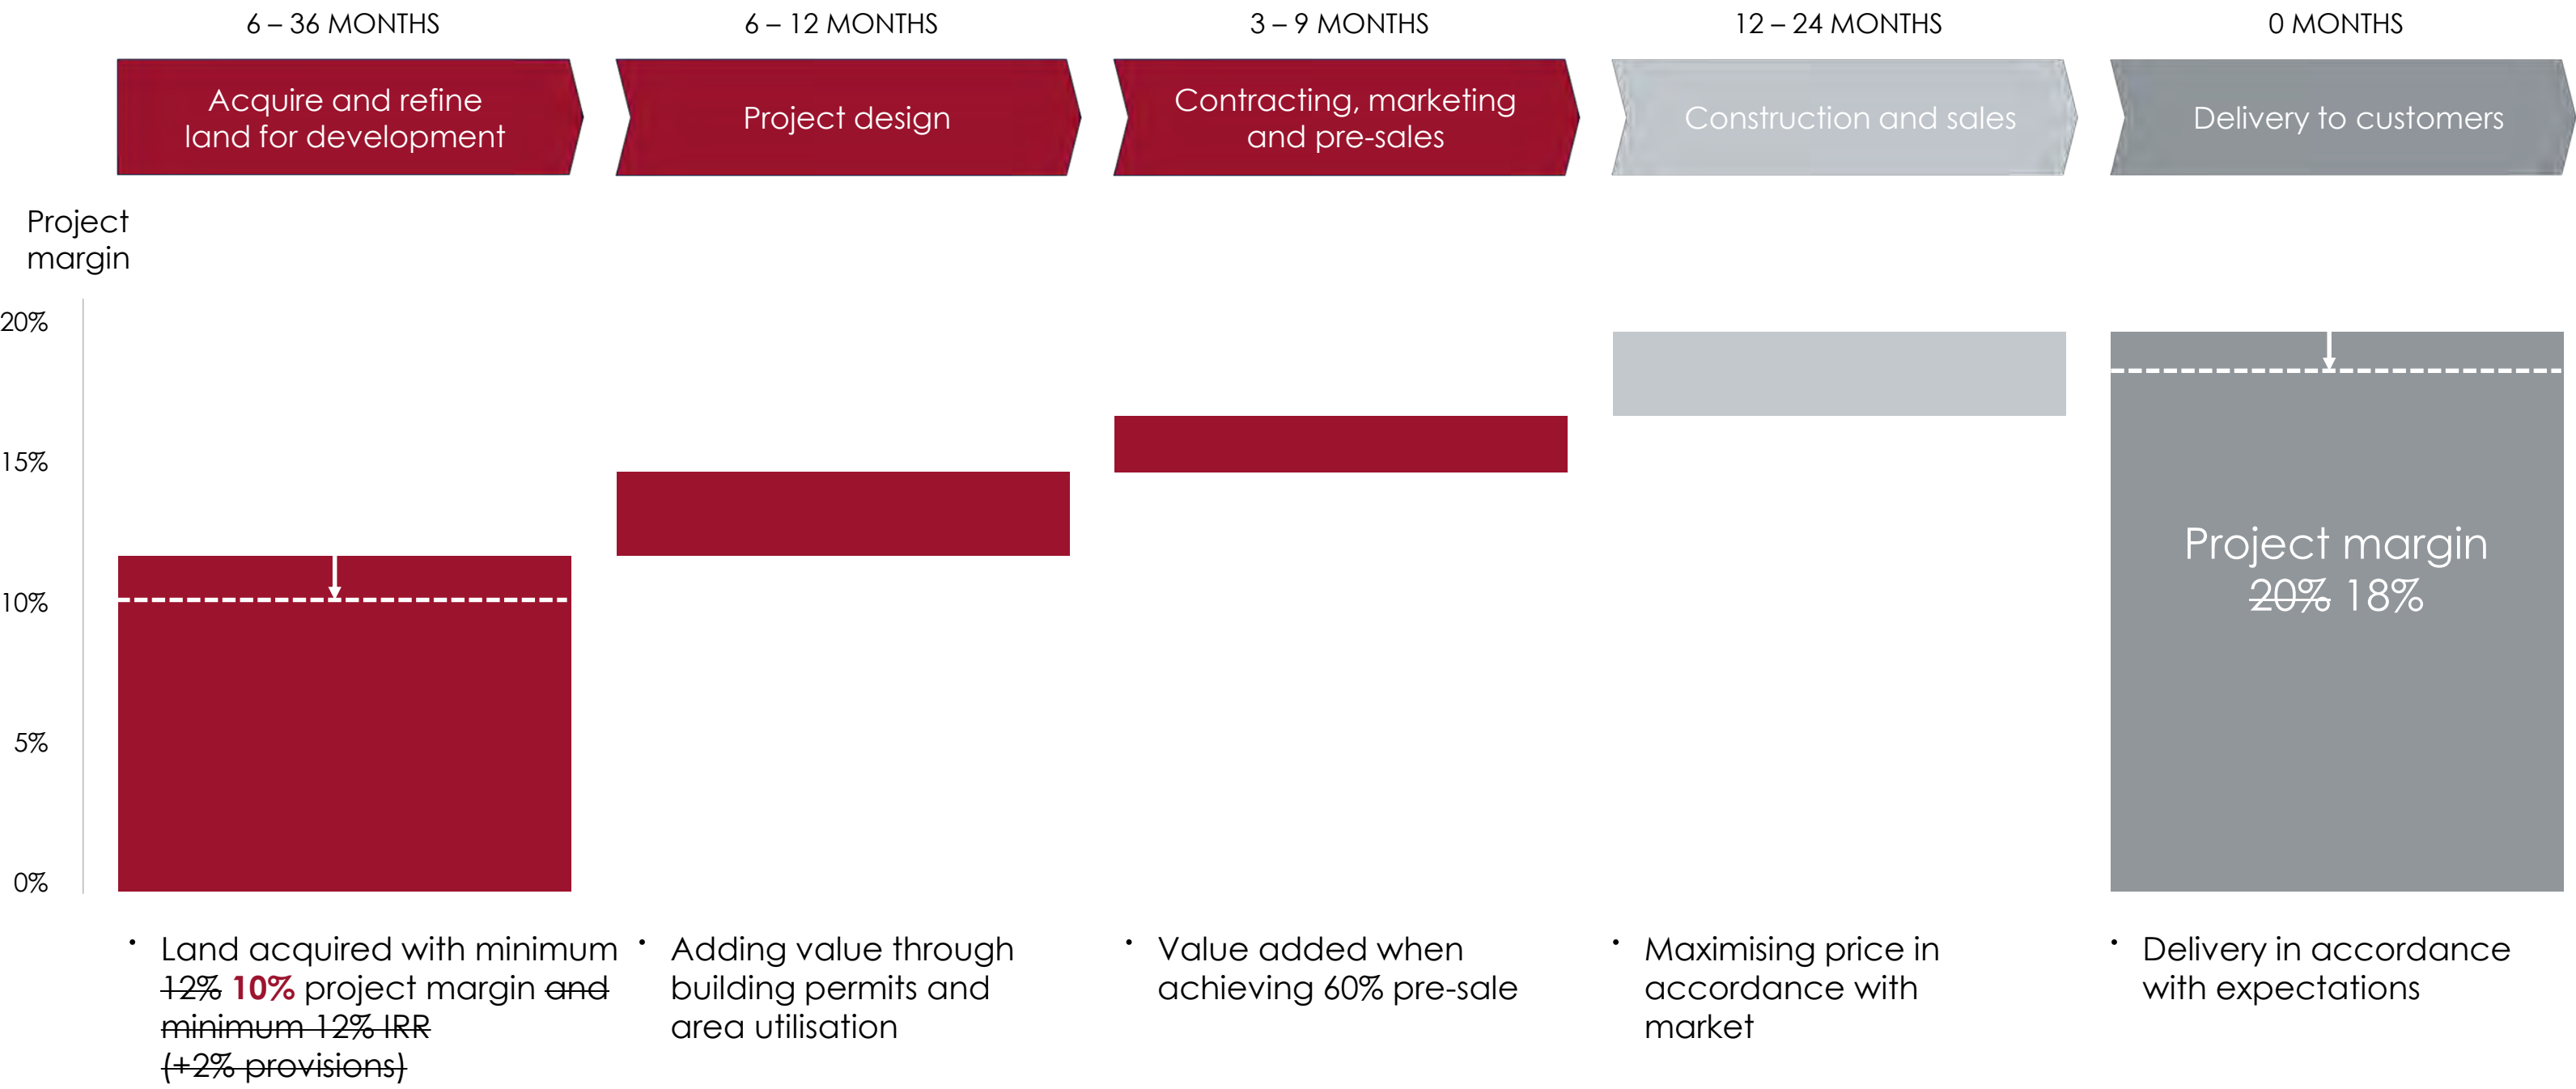 6 – 36 MONTHS
6 – 12 MONTHS
3 – 9 MONTHS
12 – 24 MONTHS
0 MONTHS
Acquire and refine
land for development
Project design
Contracting, marketing
and pre-sales
Construction and sales
Delivery to customers
Project
margin
20%
15%
10%
5%
0%
Project margin
20% 18%
• Land acquired with minimum
12% 10% project margin and
minimum 12% IRR
(+2% provisions)
• Adding value through
building permits and
area utilisation
• Value added when
achieving 60% pre-sale
• Maximising price in
accordance with
market
• Delivery in accordance
with expectations